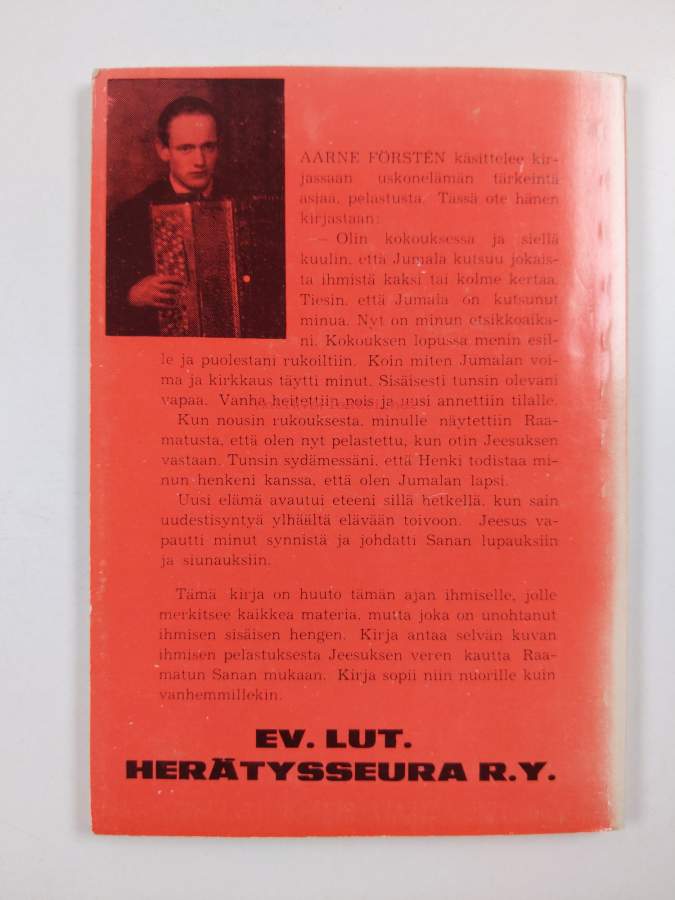 AARNE FÖRSTEN käsittelee kir-
jassaan uskonelämän tärkeintä
asiaa, pelastusta. Tässä ote hänen
kirjastaan:
— Olin kokouksessa ja siellä
kuulin, että Jumala kutsuu jokais-
ta ihmistä kaksi tai kolme kertaa.
Tiesin, että Jumala on kutsunut
minua. Nyt on minun etsikkoaika-
ni. Kokouksen lopussa menin esil-
le ja puolestani rukoiltiin. Koin miten Jumalan voi-
ma ja kirkkaus täytti minut. Sisäisesti tunsin olevani
vapaa. Vanha heitettiin pois ja uusi annettiin tilalle.
Kun nousin rukouksesta, minulle näytettiin Raa-
matusta, että olen nyt pelastettu, kun otin Jeesuksen
vastaan. Tunsin sydämessäni, että Henki todistaa mi-
nun henkeni kanssa, että olen Jumalan lapsi.
Uusi elämä avautui eteeni sillä hetkellä, kun sain
uudestisyntyä ylhäältä elävään toivoon. Jeesus va-
pautti minut synnistä ja johdatti Sanan lupauksiin
ja siunauksiin.
Tämä kirja on huuto tämän ajan ihmiselle, jolle
merkitsee kaikkea materia, mutta joka on unohtanut
ihmisen sisäisen hengen. Kirja antaa selvän kuvan
ihmisen pelastuksesta Jeesuksen veren kautta Raa-
matun Sanan mukaan. Kirja sopii niin nuorille kuin
vanhemmillekin.
EV. LUT.
HERÄTYSSEURA R.Y.